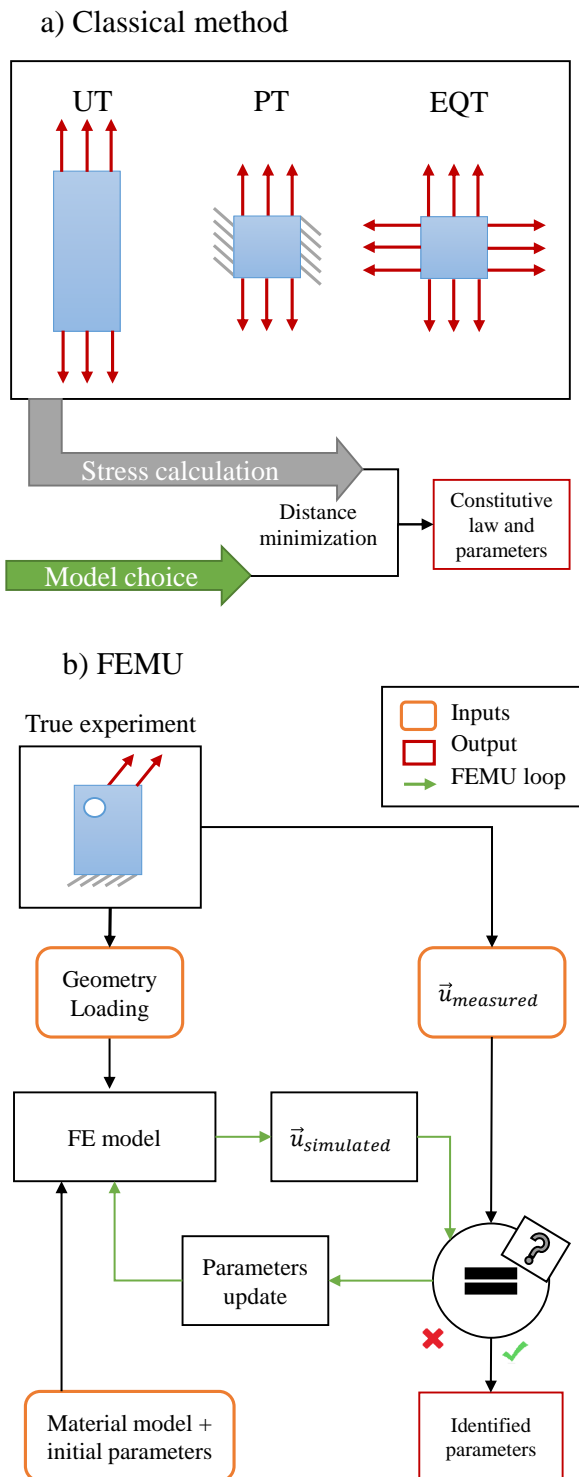 a) Classical method
UT
PT
EQT
Stress calculation
Distance
minimization
Constitutive
law and
parameters
Model choice
b) FEMU
Inputs
Output
FEMU loop
True experiment
Geometry
Loading
u⃗measured
FE model
u⃗simulated
?
=
Parameters
update
Material model +
initial parameters
Identified
parameters